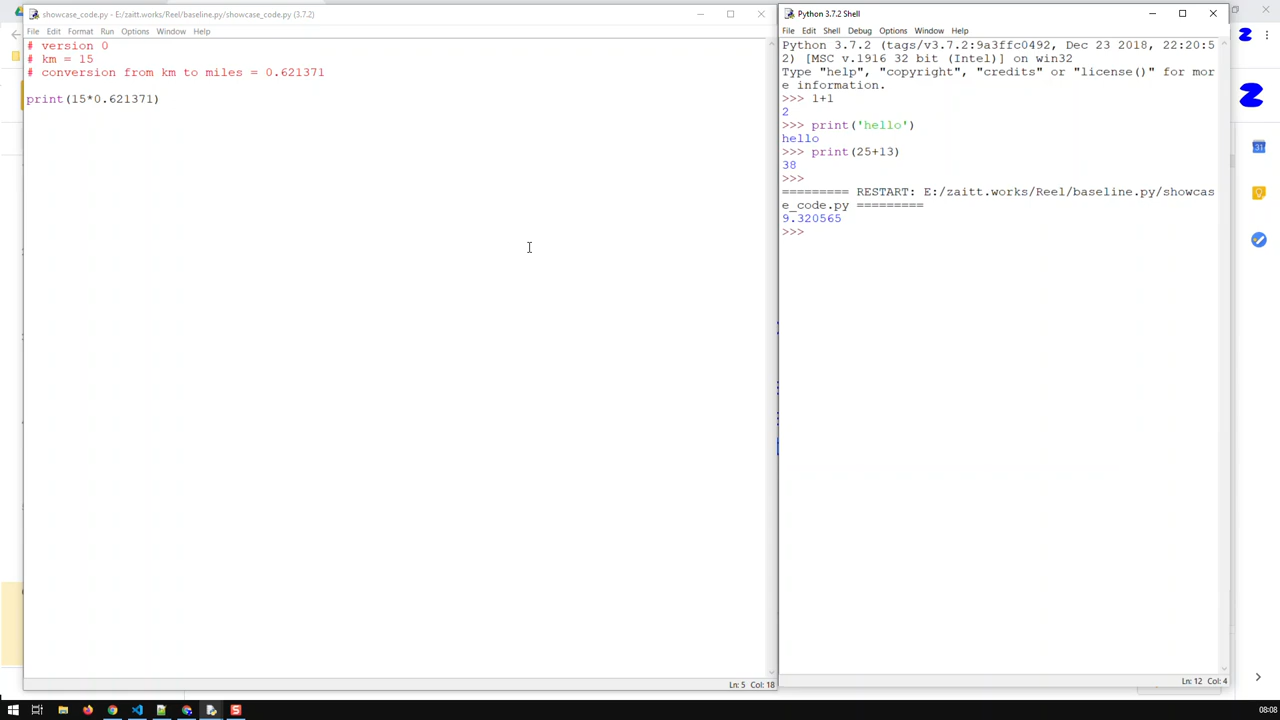 showcase_code.py - E:/zaitt.works/Reel/baseline.py/showcase_code.py (3.7.2)
File Edit Format Run Options Window Help
# version 0
# km = 15
# conversion from km to miles = 0.621371
print(15*0.621371)
Ln: 5 Col: 18
Python 3.7.2 Shell
File Edit Shell Debug Options Window Help
Python 3.7.2 (tags/v3.7.2:9a3ffc0492, Dec 23 2018, 22:20:5
2) [MSC v.1916 32 bit (Intel)] on win32
Type "help", "copyright", "credits" or "license()" for mor
e information.
>>> 1+1
2
>>> print('hello')
hello
>>> print(25+13)
38
>>>
========= RESTART: E:/zaitt.works/Reel/baseline.py/showcas
e_code.py =========
9.320565
>>>
Ln: 12 Col: 4
31
08:08